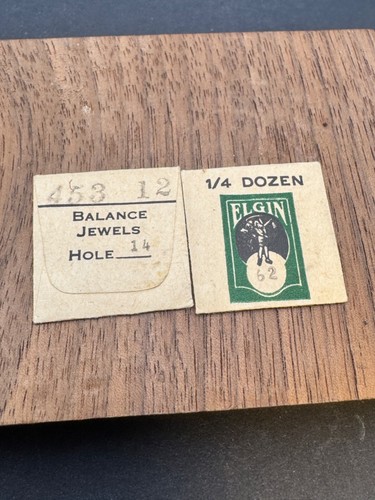 453 12
BALANCE
JEWELS
HOLE 14
1/4 DOZEN
ELGIN
62